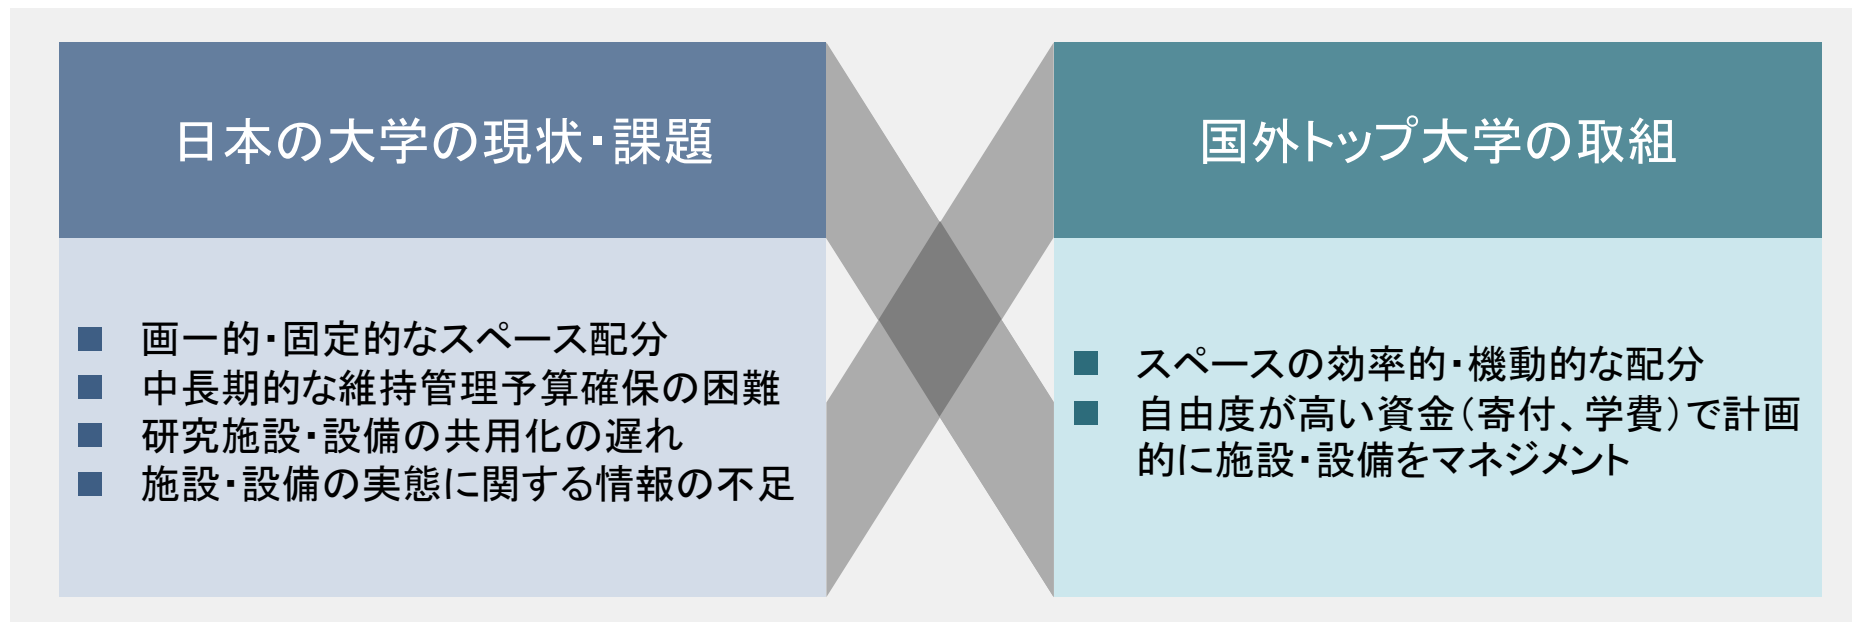 日本の大学の現状・課題
画一的・固定的なスペース配分
中長期的な維持管理予算確保の困難
研究施設・設備の共用化の遅れ
施設・設備の実態に関する情報の不足
国外トップ大学の取組
スペースの効率的・機動的な配分
自由度が高い資金（寄付、学費）で計画
的に施設・設備をマネジメント